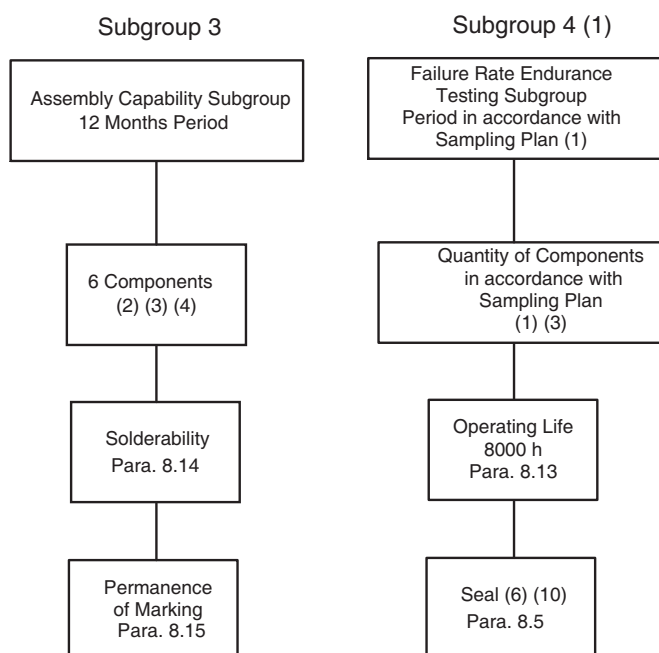 Subgroup 3
Assembly Capability Subgroup
12 Months Period
6 Components
(2) (3) (4)
Solderability
Para. 8.14
Permanence
of Marking
Para. 8.15
Subgroup 4 (1)
Failure Rate Endurance
Testing Subgroup
Period in accordance with
Sampling Plan (1)
Quantity of Components
in accordance with
Sampling Plan
(1) (3)
Operating Life
8000 h
Para. 8.13
Seal (6) (10)
Para. 8.5